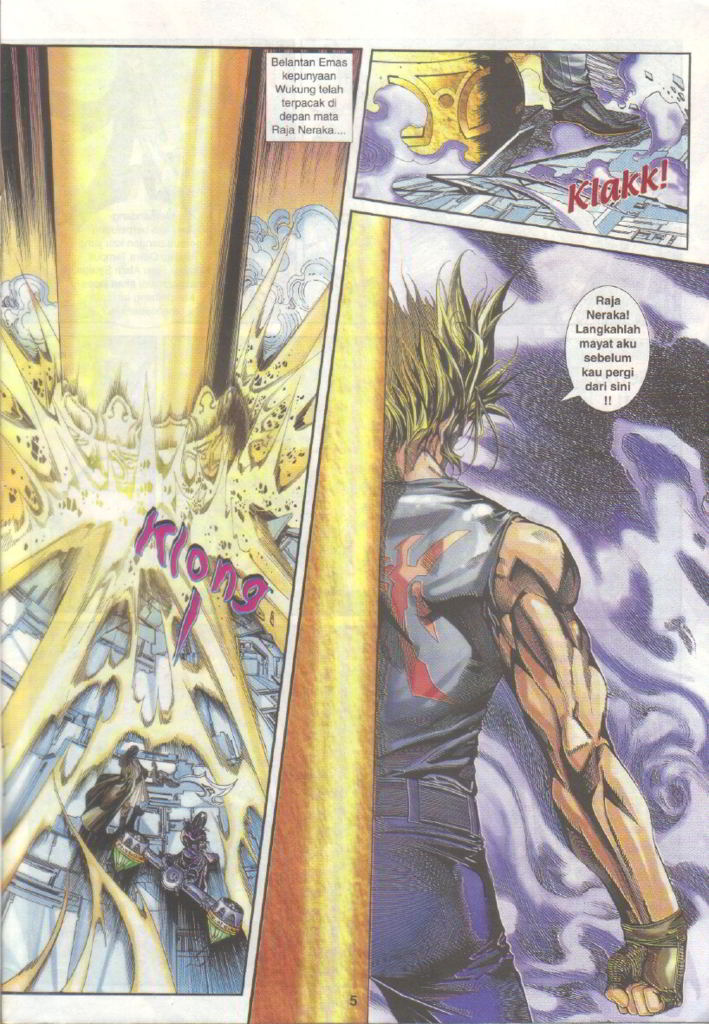 Belantan Emas
kepunyaan
Wukung telah
terpacak di
depan mata
Raja Neraka....
Klakk!
Raja
Neraka!
Langkahlah
mayat aku
sebelum
kau pergi
dari sini
!!
Klong
!
5